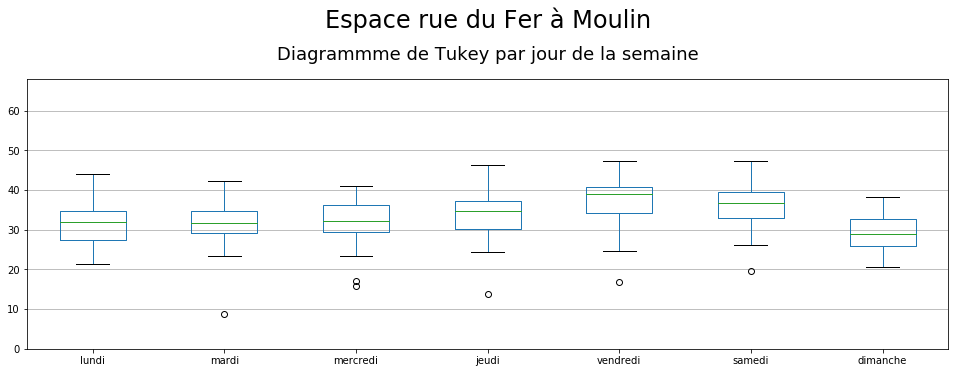 Espace rue du Fer à Moulin
Diagrammme de Tukey par jour de la semaine
60
50
40
30
20
10
0
lundi mardi mercredi jeudi vendredi samedi dimanche